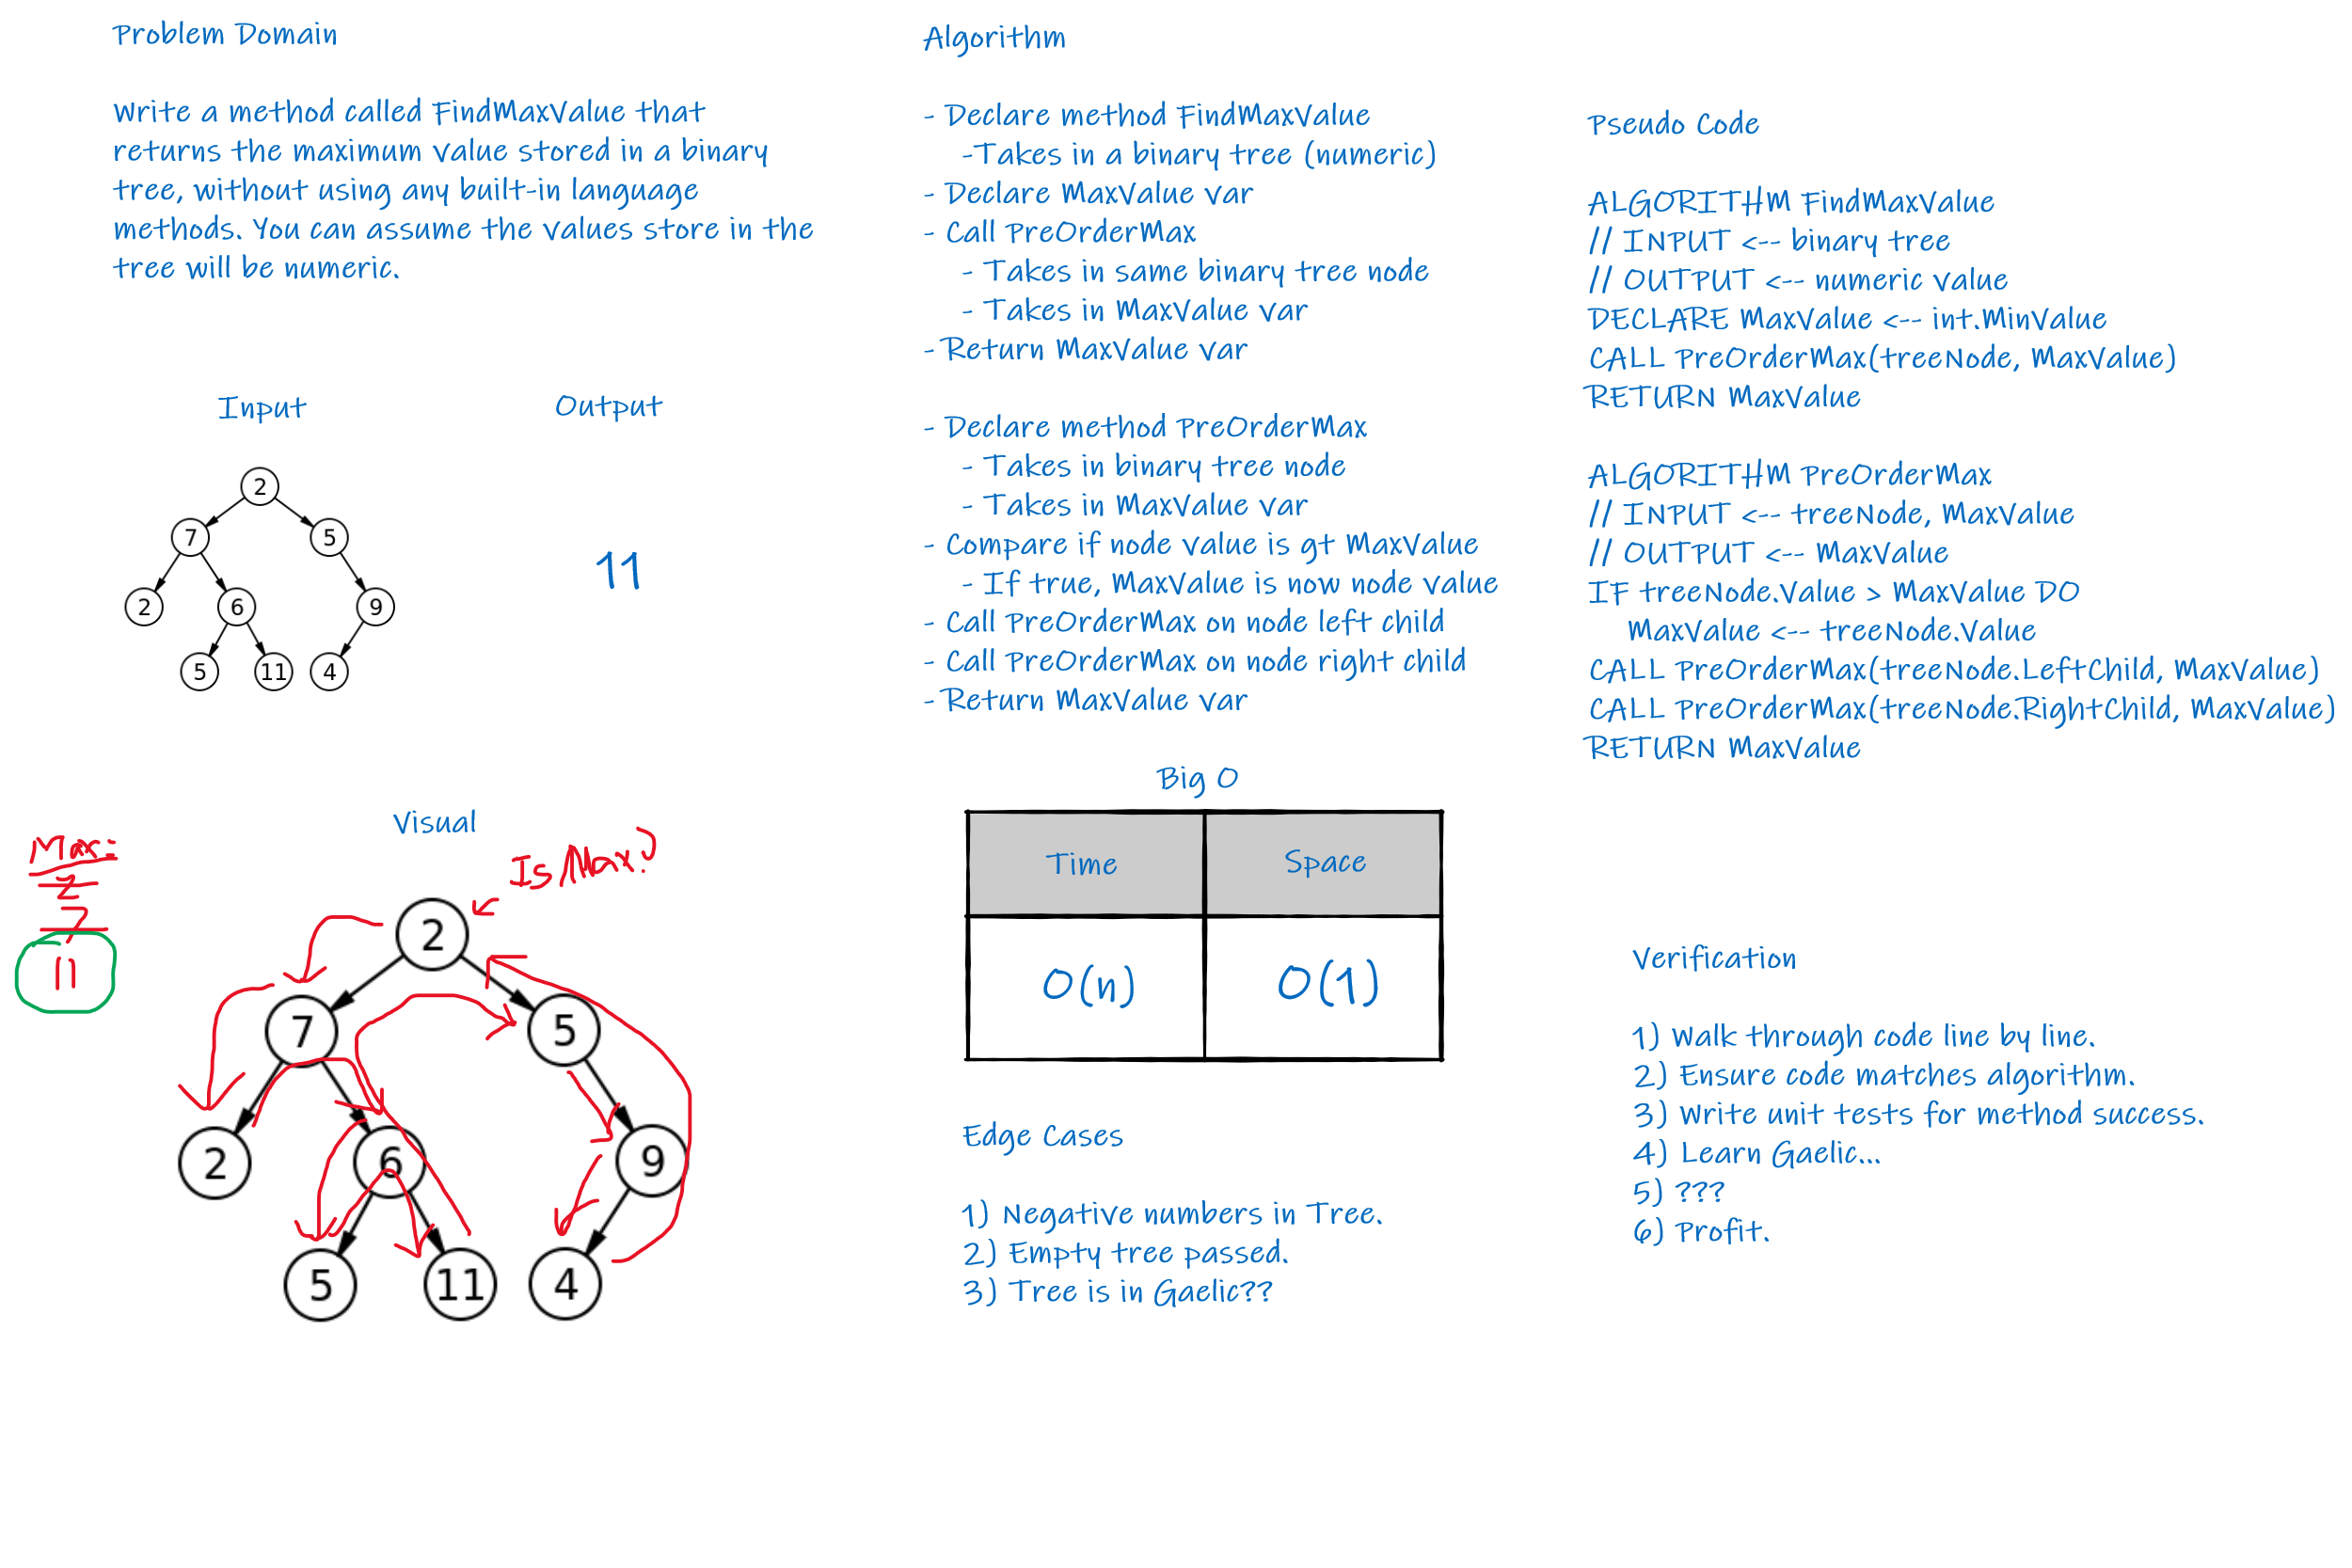 Problem Domain
Write a method called FindMaxValue that
returns the maximum value stored in a binary
tree, without using any built-in language
methods. You can assume the values store in the
tree will be numeric.
Input
Output
2
7
5
2
6
9
5
11
4
11
Visual
Max:
2
7
11
Is Max?
2
7
5
2
6
9
5
11
4
Algorithm
- Declare method FindMaxValue
-Takes in a binary tree (numeric)
- Declare MaxValue var
- Call PreOrderMax
- Takes in same binary tree node
- Takes in MaxValue var
- Return MaxValue var
- Declare method PreOrderMax
- Takes in binary tree node
- Takes in MaxValue var
- Compare if node value is gt MaxValue
- If true, MaxValue is now node value
- Call PreOrderMax on node left child
- Call PreOrderMax on node right child
- Return MaxValue var
Big O
Time
Space
O(n)
O(1)
Edge Cases
1) Negative numbers in Tree.
2) Empty tree passed.
3) Tree is in Gaelic??
Pseudo Code
ALGORITHM FindMaxValue
// INPUT <-- binary tree
// OUTPUT <-- numeric value
DECLARE MaxValue <-- int.MinValue
CALL PreOrderMax(treeNode, MaxValue)
RETURN MaxValue
ALGORITHM PreOrderMax
// INPUT <-- treeNode, MaxValue
// OUTPUT <-- MaxValue
IF treeNode.Value > MaxValue DO
MaxValue <-- treeNode.Value
CALL PreOrderMax(treeNode.LeftChild, MaxValue)
CALL PreOrderMax(treeNode.RightChild, MaxValue)
RETURN MaxValue
Verification
1) Walk through code line by line.
2) Ensure code matches algorithm.
3) Write unit tests for method success.
4) Learn Gaelic...
5) ???
6) Profit.